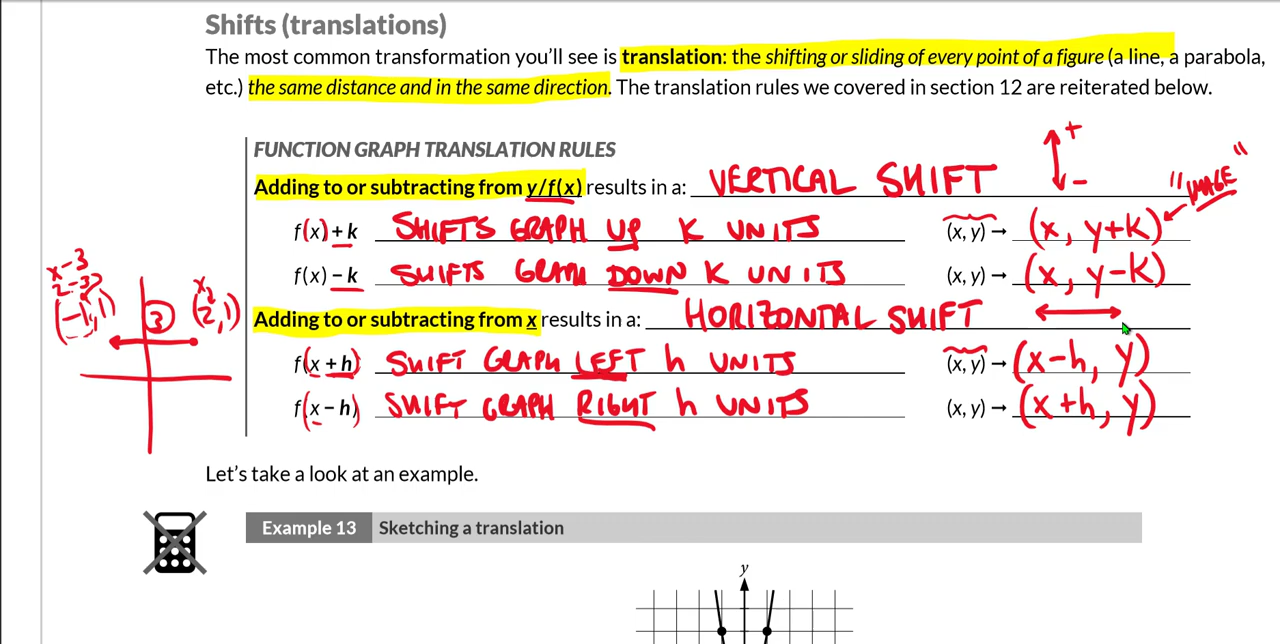 Shifts (translations)
The most common transformation you'll see is translation: the shifting or sliding of every point of a figure (a line, a parabola,
etc.) the same distance and in the same direction. The translation rules we covered in section 12 are reiterated below.
FUNCTION GRAPH TRANSLATION RULES
+
Adding to or subtracting from y/f(x) results in a: VERTICAL SHIFT
−
"IMAGE"
f(x) + k SHIFTS GRAPH UP K UNITS (x, y) → (x, y+K)
f(x) − k SHIFTS GRAPH DOWN K UNITS (x, y) → (x, y−K)
x−3
2−3
(−1, 1)
3
x
(2, 1)
Adding to or subtracting from x results in a: HORIZONTAL SHIFT
f(x + h) SHIFT GRAPH LEFT h UNITS (x, y) → (x−h, y)
f(x − h) SHIFT GRAPH RIGHT h UNITS (x, y) → (x+h, y)
Let's take a look at an example.
Example 13 Sketching a translation
y